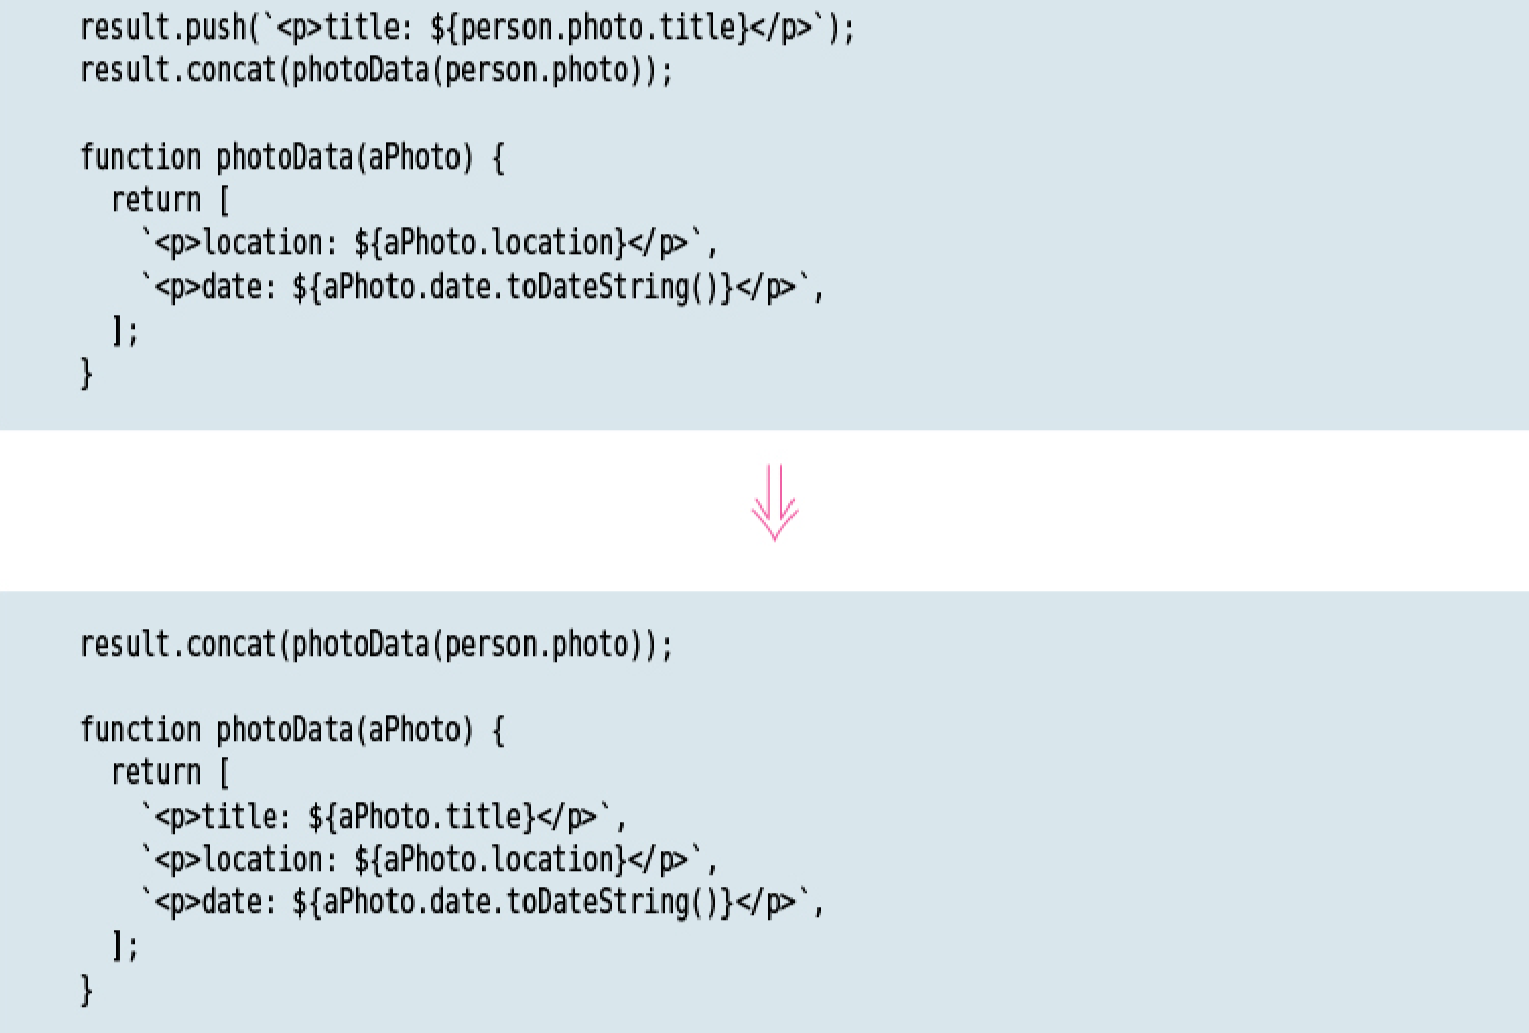 result.push(`<p>title: ${person.photo.title}</p>`);
result.concat(photoData(person.photo));
function photoData(aPhoto) {
  return [
    `<p>location: ${aPhoto.location}</p>`,
    `<p>date: ${aPhoto.date.toDateString()}</p>`,
  ];
}
result.concat(photoData(person.photo));
function photoData(aPhoto) {
  return [
    `<p>title: ${aPhoto.title}</p>`,
    `<p>location: ${aPhoto.location}</p>`,
    `<p>date: ${aPhoto.date.toDateString()}</p>`,
  ];
}